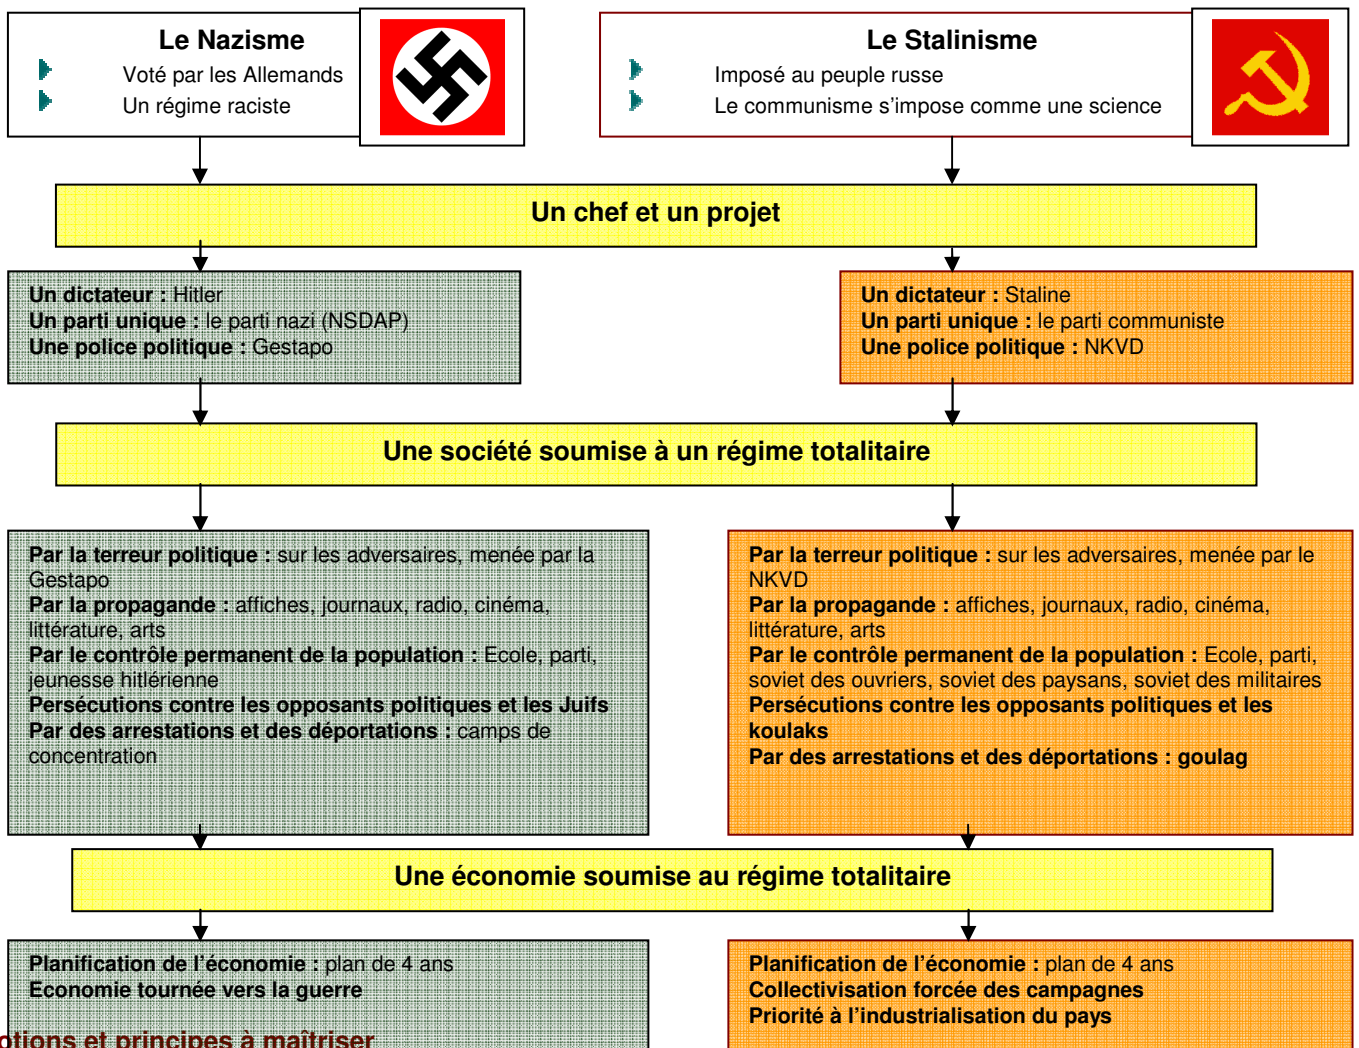 Le Nazisme
Voté par les Allemands
Un régime raciste
Le Stalinisme
Imposé au peuple russe
Le communisme s'impose comme une science
Un chef et un projet
Un dictateur : Hitler
Un parti unique : le parti nazi (NSDAP)
Une police politique : Gestapo
Un dictateur : Staline
Un parti unique : le parti communiste
Une police politique : NKVD
Une société soumise à un régime totalitaire
Par la terreur politique : sur les adversaires, menée par la
Gestapo
Par la propagande : affiches, journaux, radio, cinéma,
littérature, arts
Par le contrôle permanent de la population : Ecole, parti,
jeunesse hitlérienne
Persécutions contre les opposants politiques et les Juifs
Par des arrestations et des déportations : camps de
concentration
Par la terreur politique : sur les adversaires, menée par le
NKVD
Par la propagande : affiches, journaux, radio, cinéma,
littérature, arts
Par le contrôle permanent de la population : Ecole, parti,
soviet des ouvriers, soviet des paysans, soviet des militaires
Persécutions contre les opposants politiques et les
koulaks
Par des arrestations et des déportations : goulag
Une économie soumise au régime totalitaire
Planification de l'économie : plan de 4 ans
Economie tournée vers la guerre
Planification de l'économie : plan de 4 ans
Collectivisation forcée des campagnes
Priorité à l'industrialisation du pays
otions et principes à maîtriser